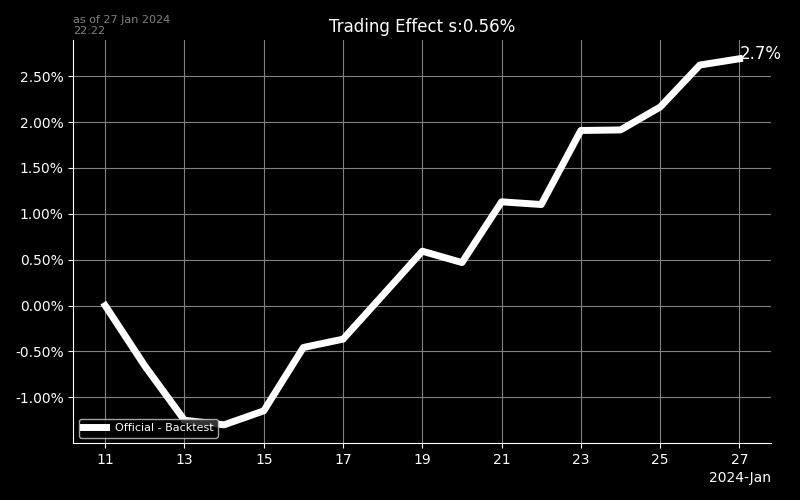 as of 27 Jan 2024
22:22
Trading Effect s:0.56%
2.7%
2.50%
2.00%
1.50%
1.00%
0.50%
0.00%
-0.50%
-1.00%
Official - Backtest
11 13 15 17 19 21 23 25 27
2024-Jan